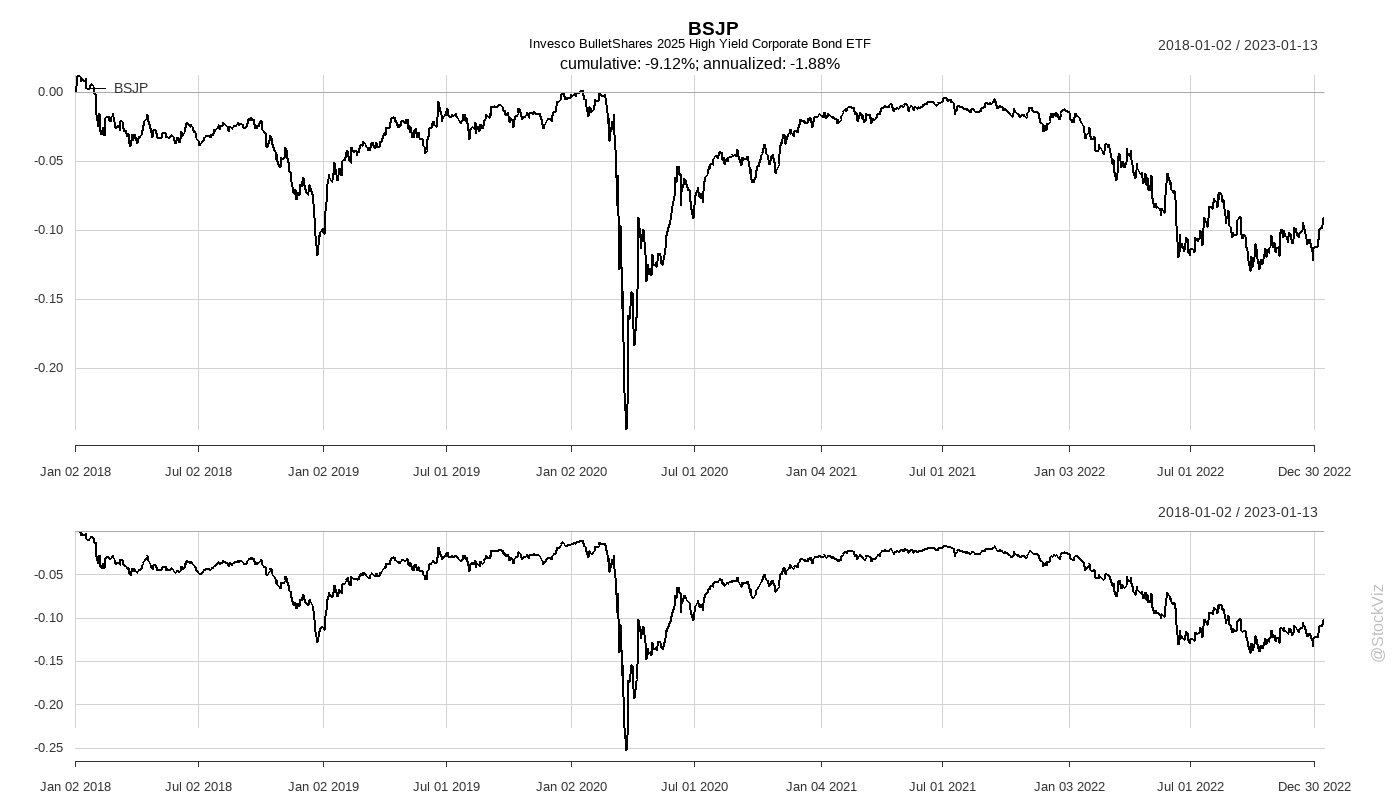 BSJP
Invesco BulletShares 2025 High Yield Corporate Bond ETF
2018-01-02 / 2023-01-13
cumulative: -9.12%; annualized: -1.88%
BSJP
0.00
-0.05
-0.10
-0.15
-0.20
Jan 02 2018 Jul 02 2018 Jan 02 2019 Jul 01 2019 Jan 02 2020 Jul 01 2020 Jan 04 2021 Jul 01 2021 Jan 03 2022 Jul 01 2022 Dec 30 2022
2018-01-02 / 2023-01-13
-0.05
-0.10
-0.15
-0.20
-0.25
Jan 02 2018 Jul 02 2018 Jan 02 2019 Jul 01 2019 Jan 02 2020 Jul 01 2020 Jan 04 2021 Jul 01 2021 Jan 03 2022 Jul 01 2022 Dec 30 2022
@StockViz